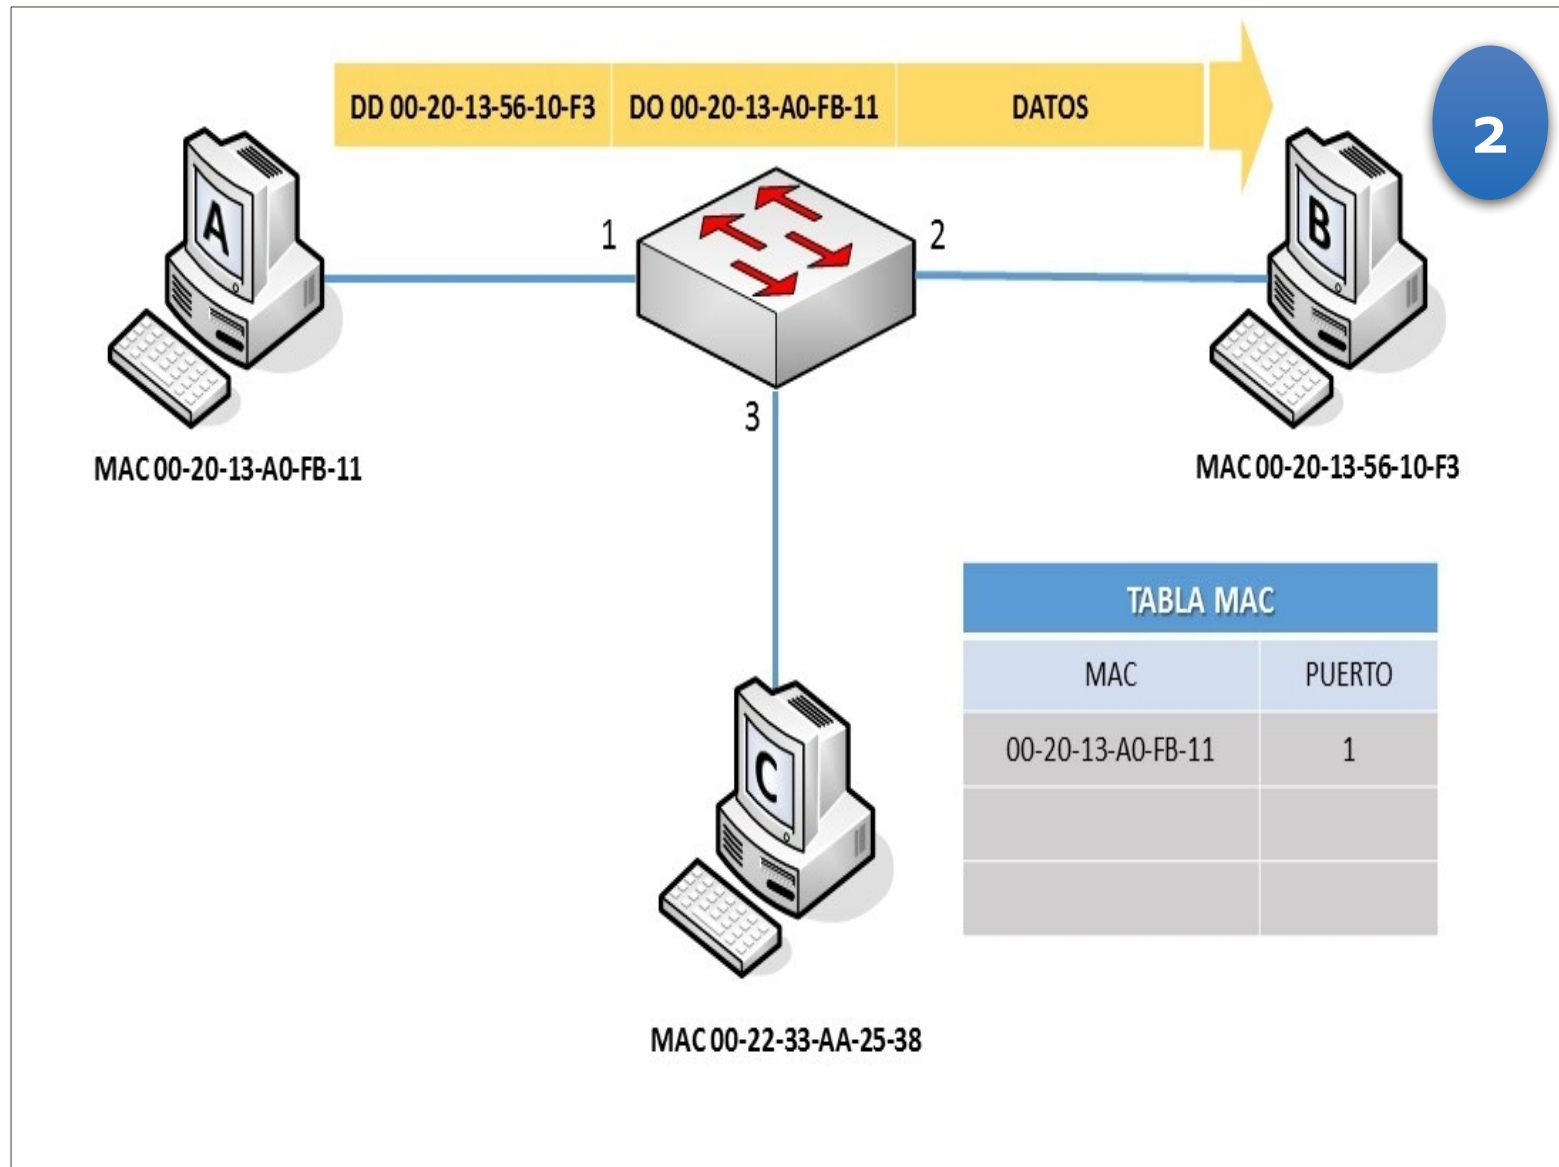 DD 00-20-13-56-10-F3 DO 00-20-13-A0-FB-11 DATOS
2
A
B
1
2
3
MAC 00-20-13-A0-FB-11
MAC 00-20-13-56-10-F3
TABLA MAC
MAC PUERTO
00-20-13-A0-FB-11 1
C
MAC 00-22-33-AA-25-38